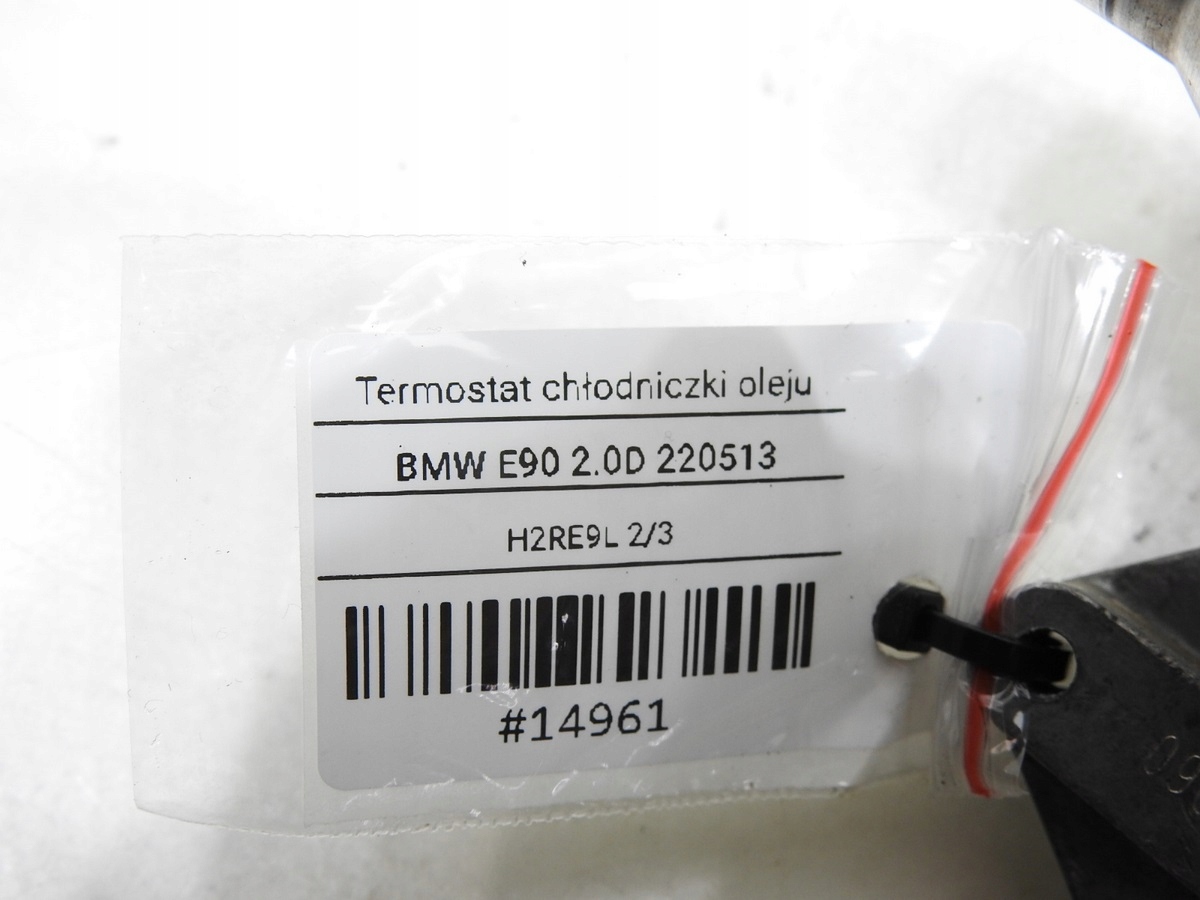 Termostat chłodniczki oleju
BMW E90 2.0D 220513
H2RE9L 2/3
#14961